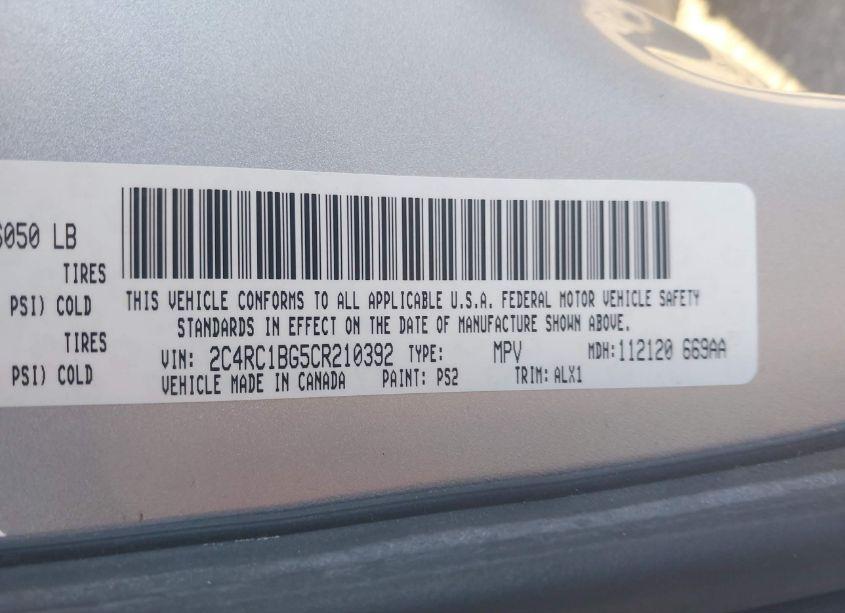 6050 LB
TIRES
PSI) COLD
TIRES
PSI) COLD
THIS VEHICLE CONFORMS TO ALL APPLICABLE U.S.A. FEDERAL MOTOR VEHICLE SAFETY
STANDARDS IN EFFECT ON THE DATE OF MANUFACTURE SHOWN ABOVE.
VIN: 2C4RC1BG5CR210392 TYPE: MPV MDH:112120 669AA
VEHICLE MADE IN CANADA PAINT: PS2 TRIM: ALX1